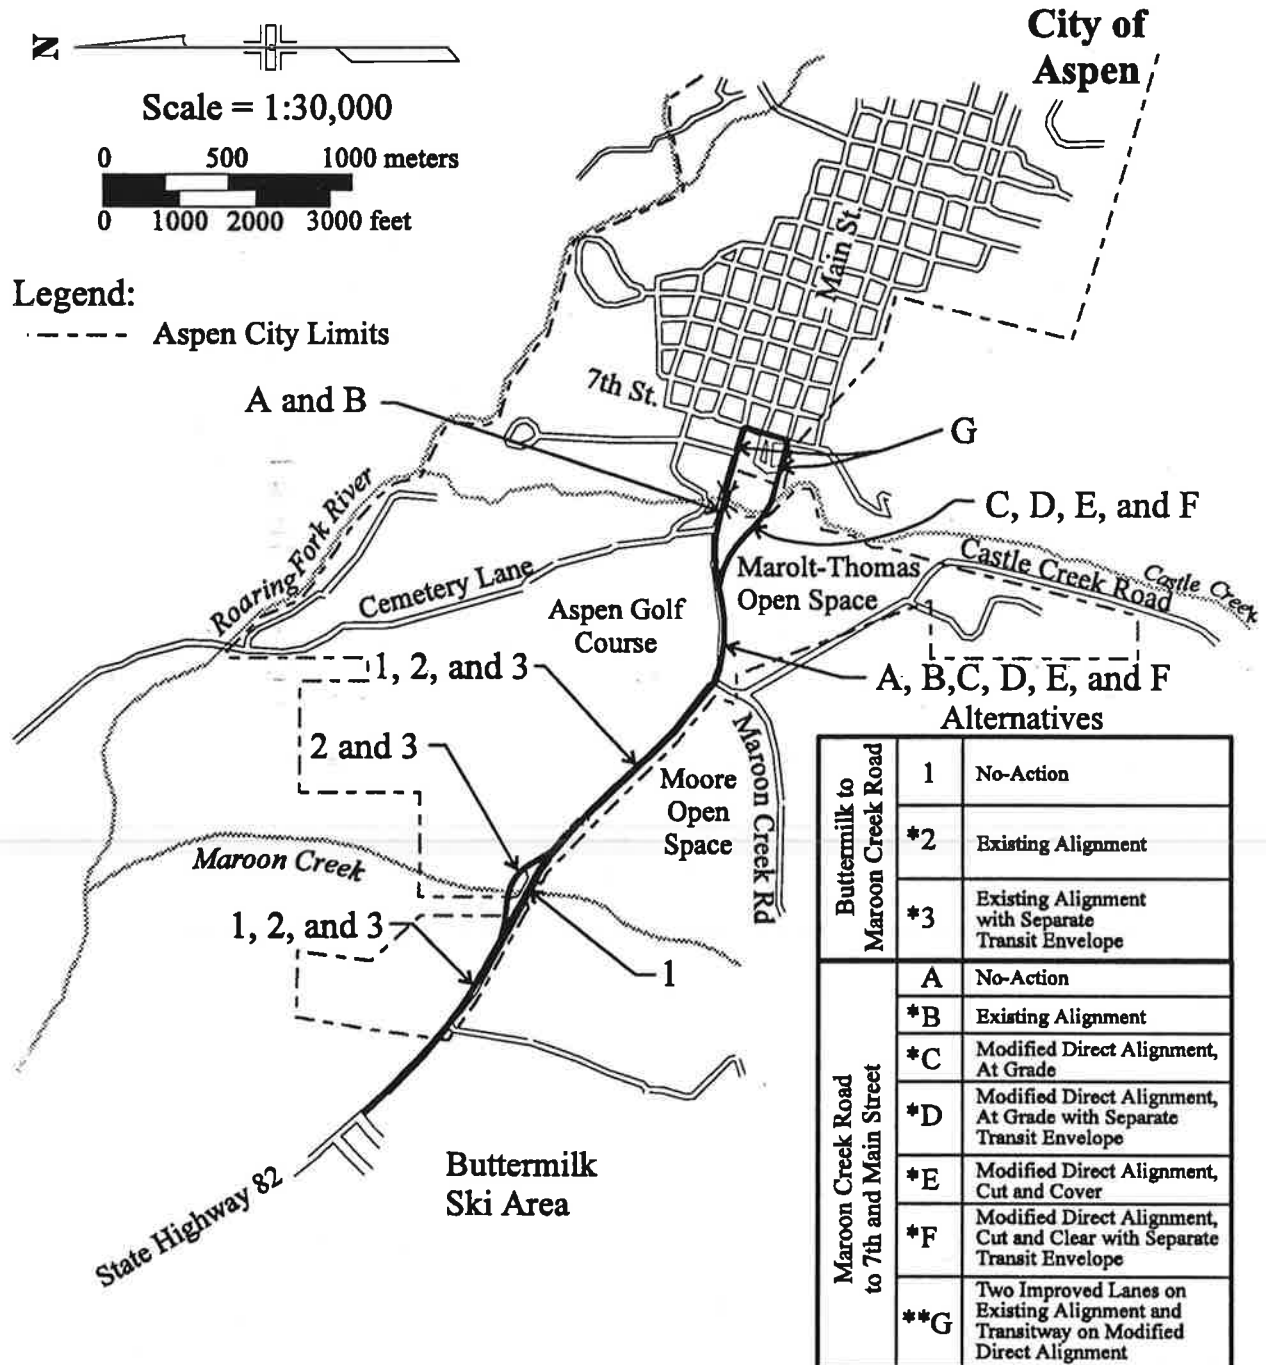 City of
Aspen
N
Scale = 1:30,000
0 500 1000 meters
0 1000 2000 3000 feet
Legend:
Aspen City Limits
Main St.
7th St.
A and B
G
C, D, E, and F
Roaring Fork River
Cemetery Lane
Castle Creek Road
Castle Creek
Marolt-Thomas
Open Space
Aspen Golf
Course
1, 2, and 3
A, B,C, D, E, and F
2 and 3
Moore
Open
Space
Maroon Creek Rd
Maroon Creek
1, 2, and 3
1
Buttermilk
Ski Area
State Highway 82
Alternatives
Buttermilk to
Maroon Creek Road
1 No-Action
*2 Existing Alignment
*3 Existing Alignment
with Separate
Transit Envelope
Maroon Creek Road
to 7th and Main Street
A No-Action
*B Existing Alignment
*C Modified Direct Alignment,
At Grade
*D Modified Direct Alignment,
At Grade with Separate
Transit Envelope
*E Modified Direct Alignment,
Cut and Cover
*F Modified Direct Alignment,
Cut and Clear with Separate
Transit Envelope
**G Two Improved Lanes on
Existing Alignment and
Transitway on Modified
Direct Alignment